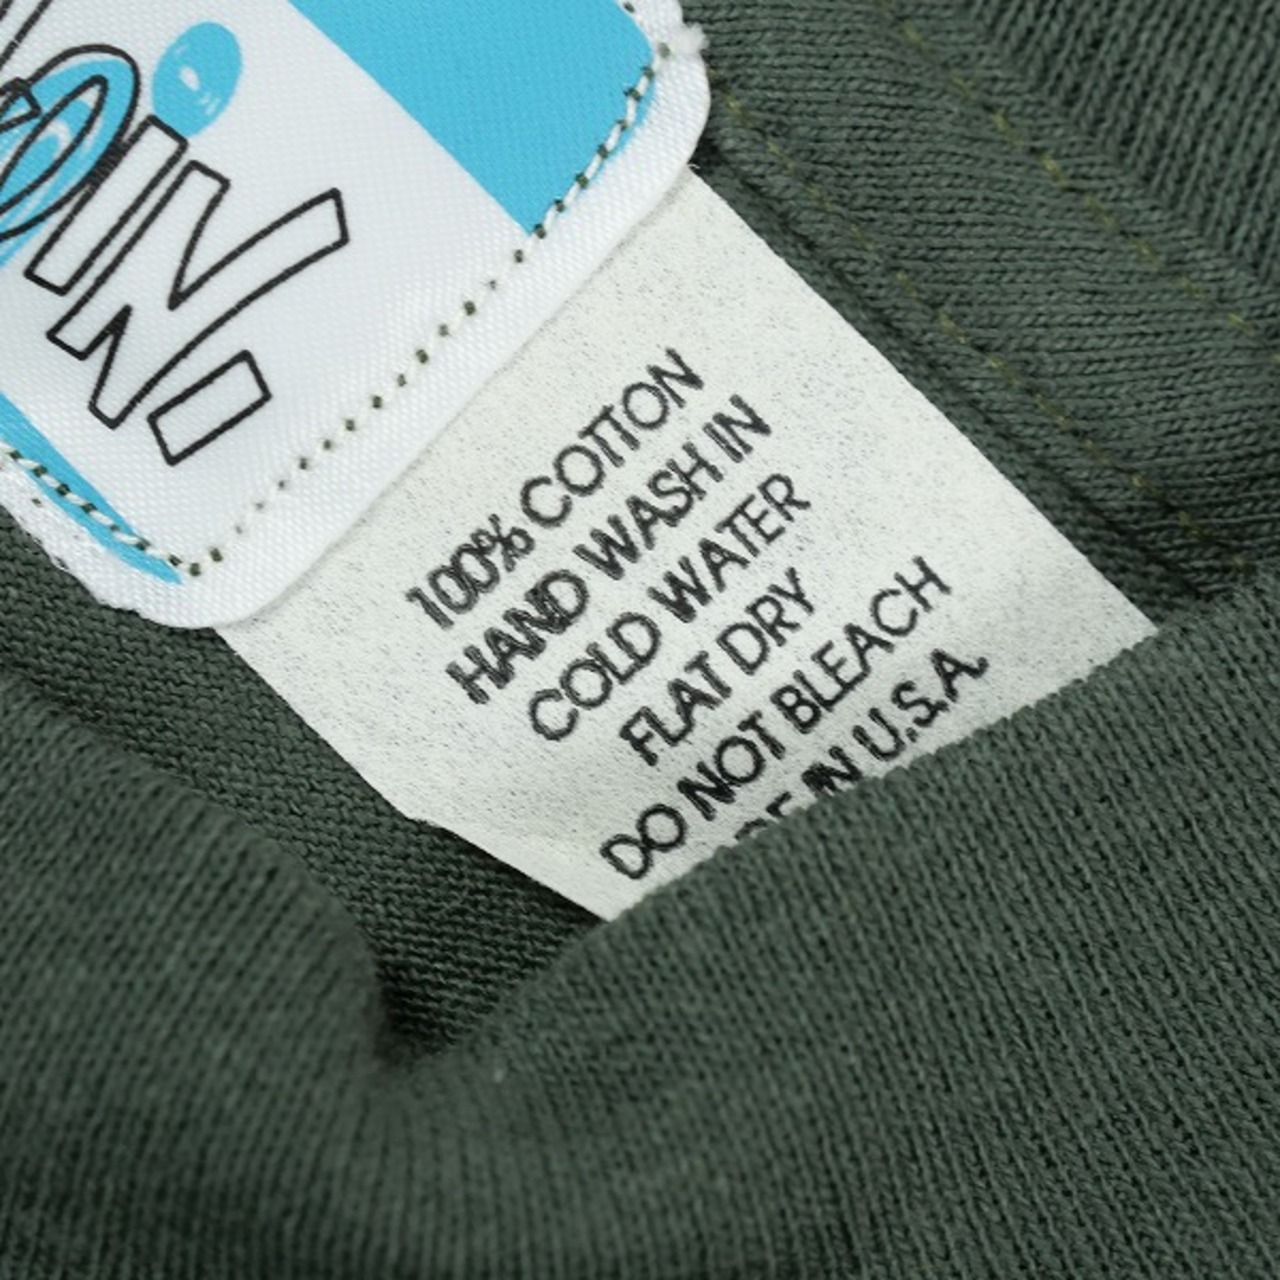 100% COTTON
HAND WASH IN
COLD WATER
FLAT DRY
DO NOT BLEACH
IN U.S.A.